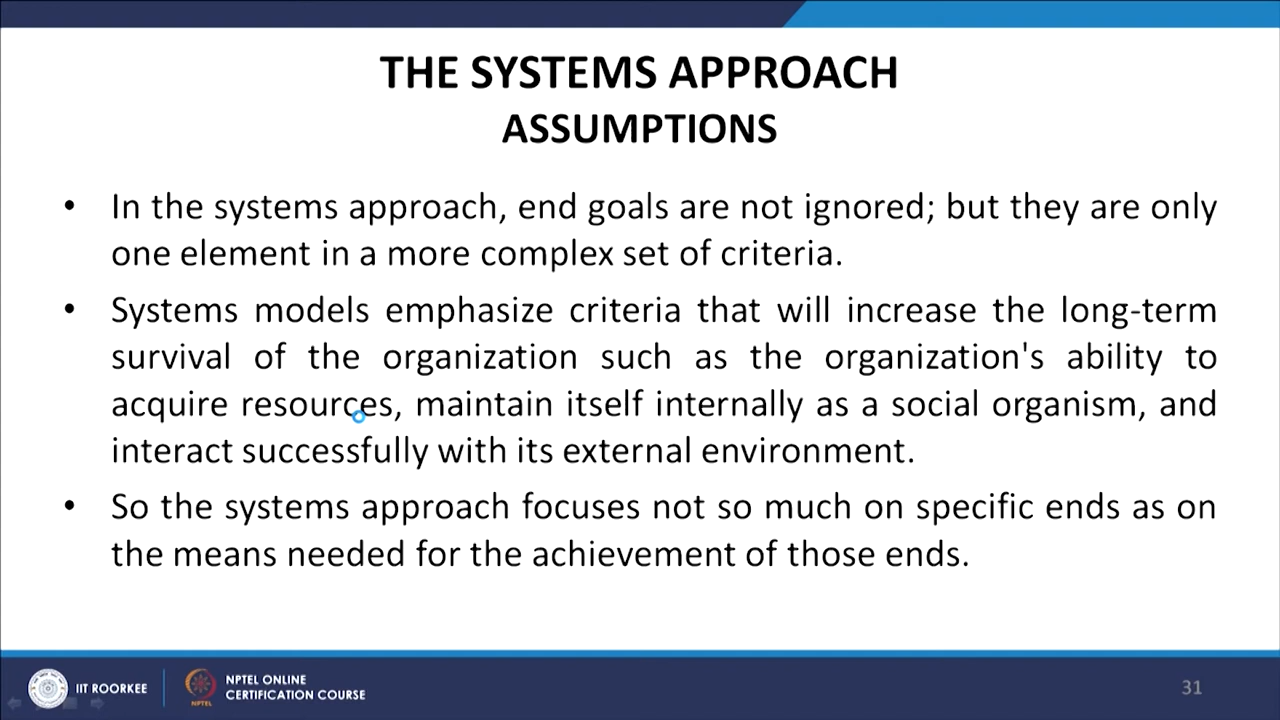 THE SYSTEMS APPROACH
ASSUMPTIONS
• In the systems approach, end goals are not ignored; but they are only
one element in a more complex set of criteria.
• Systems models emphasize criteria that will increase the long-term
survival of the organization such as the organization's ability to
acquire resources, maintain itself internally as a social organism, and
interact successfully with its external environment.
• So the systems approach focuses not so much on specific ends as on
the means needed for the achievement of those ends.
IIT ROORKEE
NPTEL
NPTEL ONLINE
CERTIFICATION COURSE
31